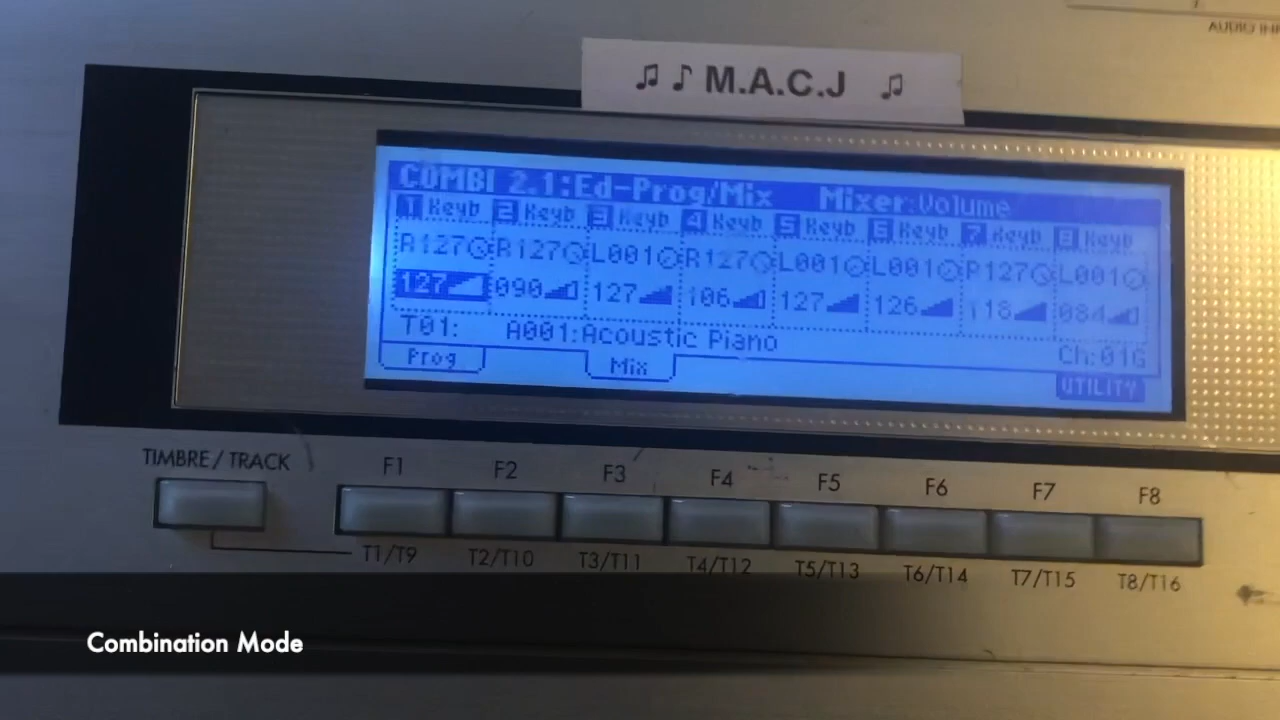 AUDIO IN
♫ ♪ M.A.C.J ♫
COMBI 2.1:Ed-Prog/Mix Mixer:Volume
1 Keyb 2 Keyb 3 Keyb 4 Keyb 5 Keyb 6 Keyb 7 Keyb 8 Keyb
R127 R127 L001 R127 L001 L001 R127 L001
127 090 127 106 127 126 118 084
T01: A001:Acoustic Piano
Ch:01G
Prog Mix
UTILITY
TIMBRE/ TRACK F1 F2 F3 F4 F5 F6 F7 F8
T1/T9 T2/T10 T3/T11 T4/T12 T5/T13 T6/T14 T7/T15 T8/T16
Combination Mode